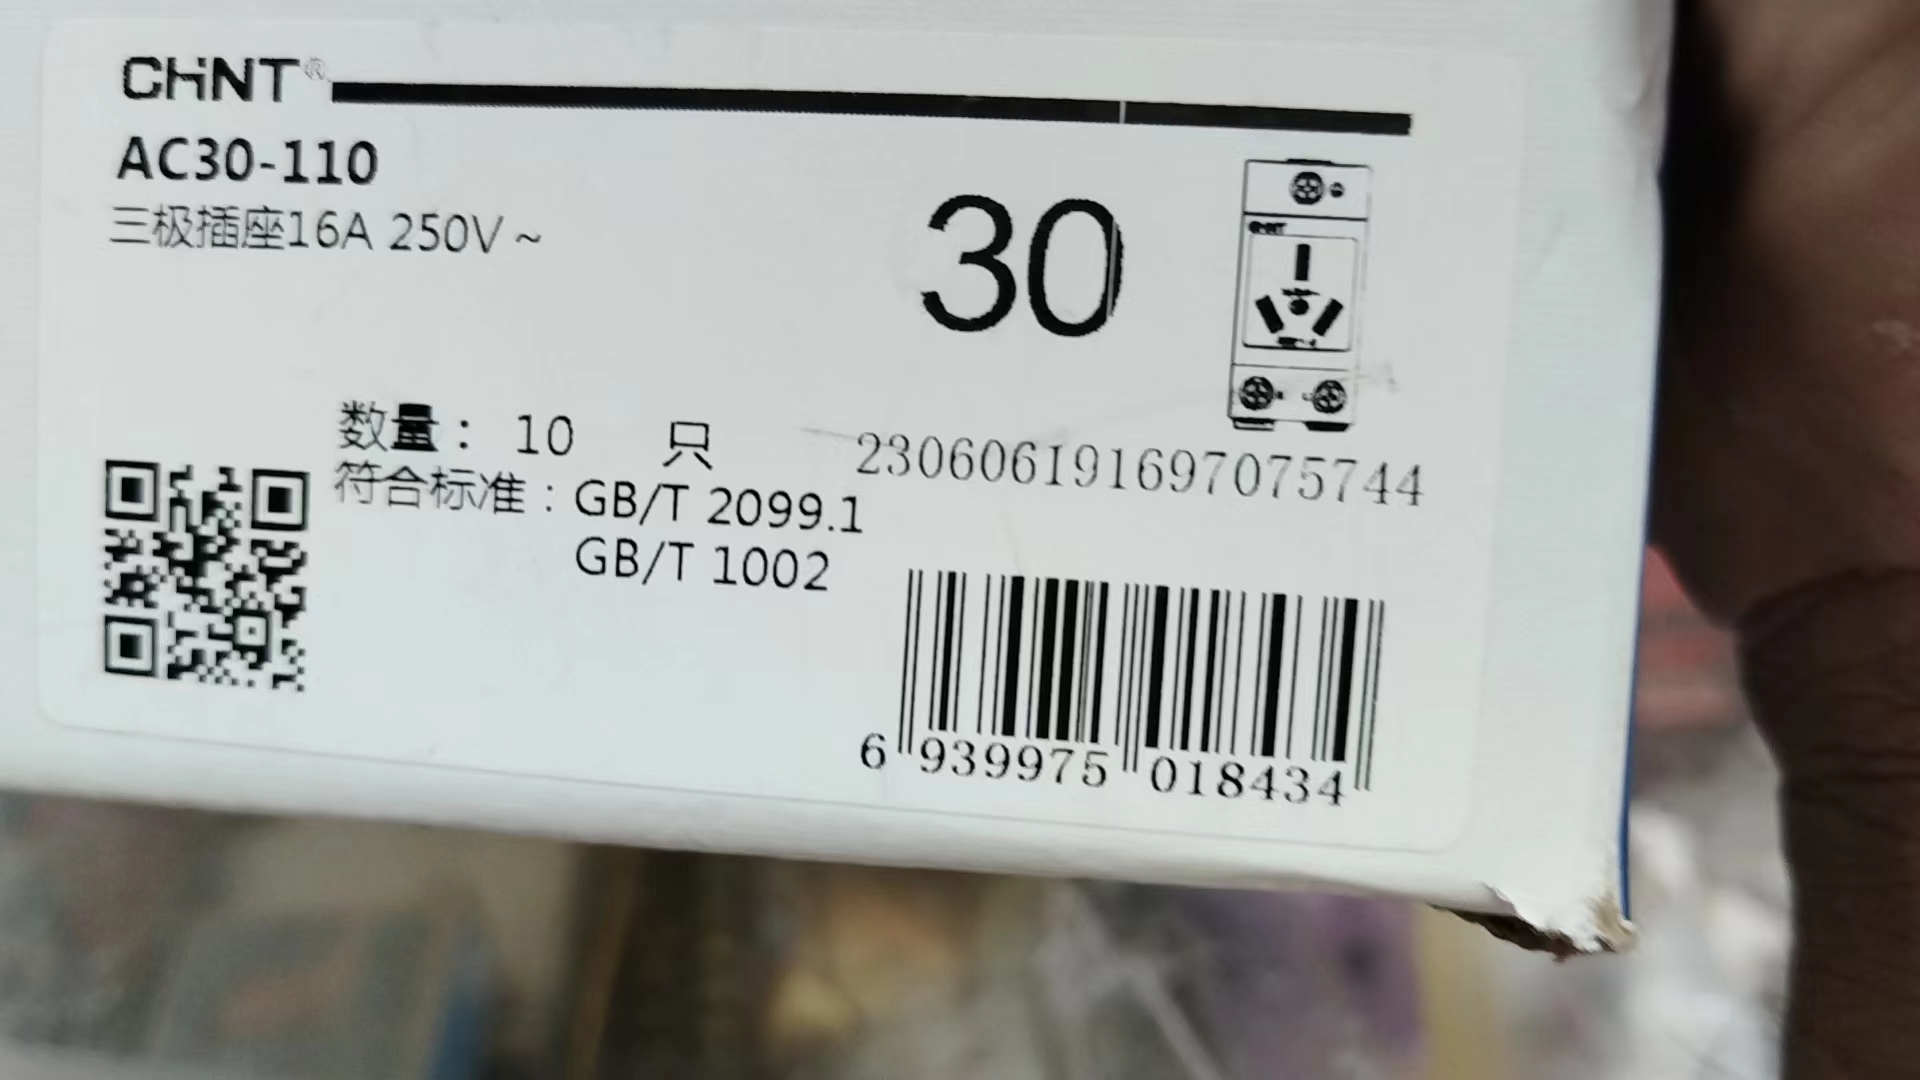 CHNT®
AC30-110
三极插座16A 250V ~
30
CHNT
数量： 10 只
230606191697075744
符合标准：GB/T 2099.1
GB/T 1002
6 939975 018434